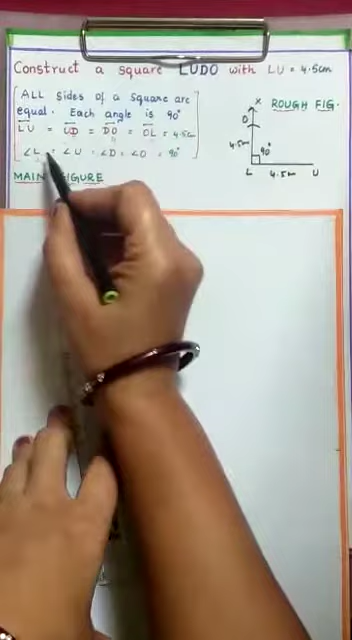 Construct a square LUDO with LU = 4.5cm
[ALL sides of a square are
equal. Each angle is 90°
LU = UD = DO = OL = 4.5cm
∠L = ∠U = ∠D = ∠O = 90°]
MAIN FIGURE
X ROUGH FIG.
O
4.5cm
90°
L 4.5cm U